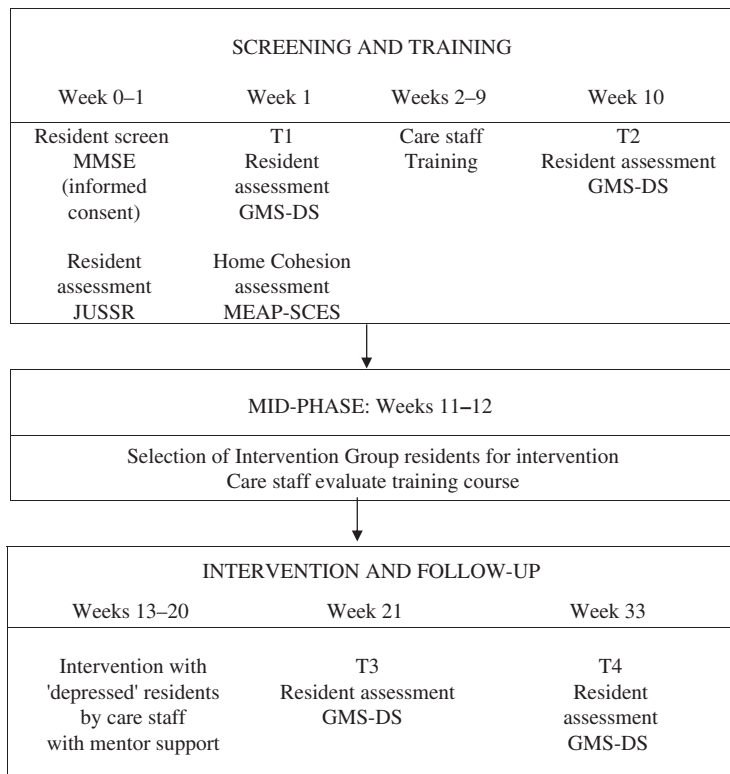 SCREENING AND TRAINING
Week 0–1
Week 1
Weeks 2–9
Week 10
Resident screen
MMSE
(informed
consent)
Resident
assessment
JUSSR
T1
Resident
assessment
GMS-DS
Home Cohesion
assessment
MEAP-SCES
Care staff
Training
T2
Resident assessment
GMS-DS
MID-PHASE: Weeks 11–12
Selection of Intervention Group residents for intervention
Care staff evaluate training course
INTERVENTION AND FOLLOW-UP
Weeks 13–20
Week 21
Week 33
Intervention with
'depressed' residents
by care staff
with mentor support
T3
Resident assessment
GMS-DS
T4
Resident
assessment
GMS-DS